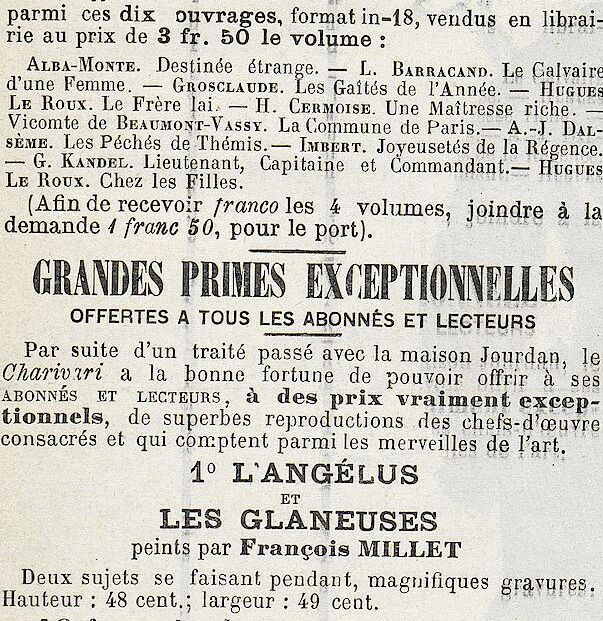 parmi ces dix ouvrages, format in-18, vendus en librai-
rie au prix de 3 fr. 50 le volume :
ALBA-MONTE. Destinée étrange. — L. BARRACAND. Le Calvaire
d'une Femme. — GROSCLAUDE. Les Gaîtés de l'Année. — HUGUES
LE ROUX. Le Frère lai. — H. CERMOISE. Une Maîtresse riche. —
Vicomte de BEAUMONT-VASSY. La Commune de Paris. — A.-J. DAL-
SÈME. Les Péchés de Thémis. — IMBERT. Joyeusetés de la Régence.
— G. KANDEL. Lieutenant, Capitaine et Commandant. — HUGUES
LE ROUX. Chez les Filles.
(Afin de recevoir franco les 4 volumes, joindre à la
demande 1 franc 50, pour le port).
GRANDES PRIMES EXCEPTIONNELLES
OFFERTES A TOUS LES ABONNÉS ET LECTEURS
Par suite d'un traité passé avec la maison Jourdan, le
Charivari a la bonne fortune de pouvoir offrir à ses
ABONNÉS ET LECTEURS, à des prix vraiment excep-
tionnels, de superbes reproductions des chefs-d'œuvre
consacrés et qui comptent parmi les merveilles de l'art.
1º L'ANGÉLUS
ET
LES GLANEUSES
peints par François MILLET
Deux sujets se faisant pendant, magnifiques gravures.
Hauteur : 48 cent.; largeur : 49 cent.